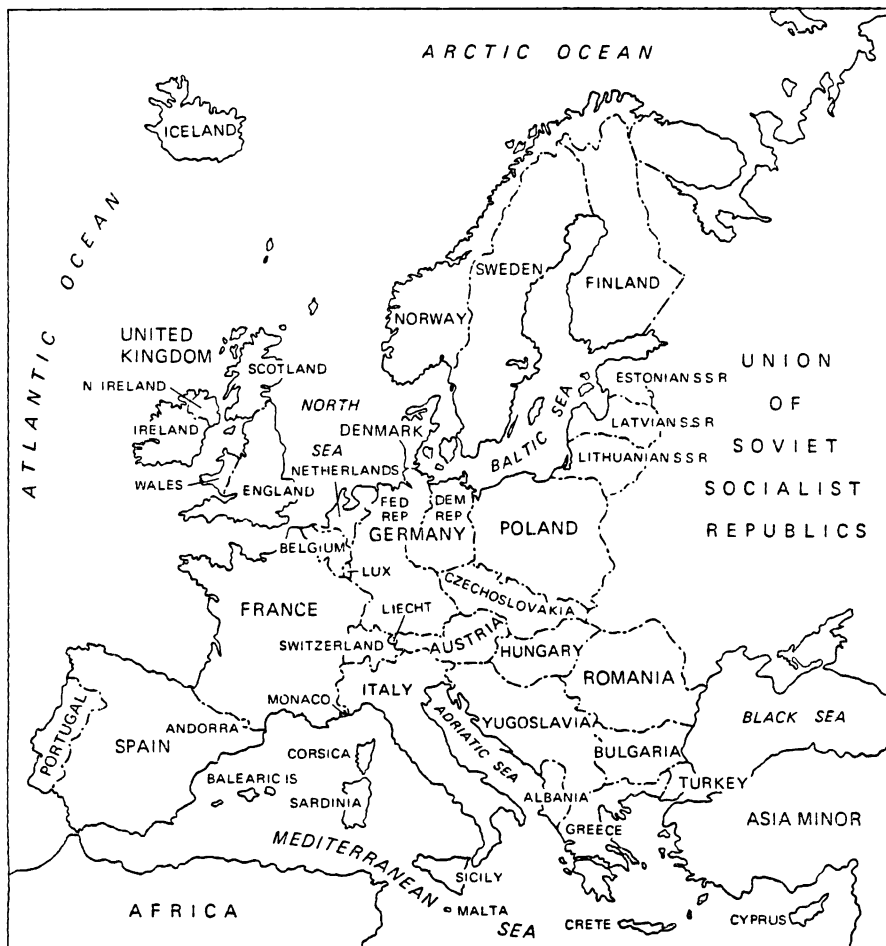 ARCTIC OCEAN
ICELAND
ATLANTIC OCEAN
SWEDEN
FINLAND
NORWAY
UNITED
KINGDOM
SCOTLAND
N IRELAND
IRELAND
WALES
ENGLAND
NORTH
SEA
DENMARK
NETHERLANDS
BALTIC SEA
ESTONIAN S S R
LATVIAN S S R
LITHUANIAN S S R
UNION
OF
SOVIET
SOCIALIST
REPUBLICS
FED
REP
DEM
REP
GERMANY
POLAND
BELGIUM
LUX
CZECHOSLOVAKIA
FRANCE
LIECHT
SWITZERLAND
AUSTRIA
HUNGARY
ROMANIA
ITALY
MONACO
PORTUGAL
SPAIN
ANDORRA
CORSICA
BALEARIC IS
SARDINIA
ADRIATIC SEA
YUGOSLAVIA
BULGARIA
BLACK SEA
ALBANIA
GREECE
TURKEY
ASIA MINOR
MEDITERRANEAN
SEA
SICILY
MALTA
AFRICA
CRETE
CYPRUS